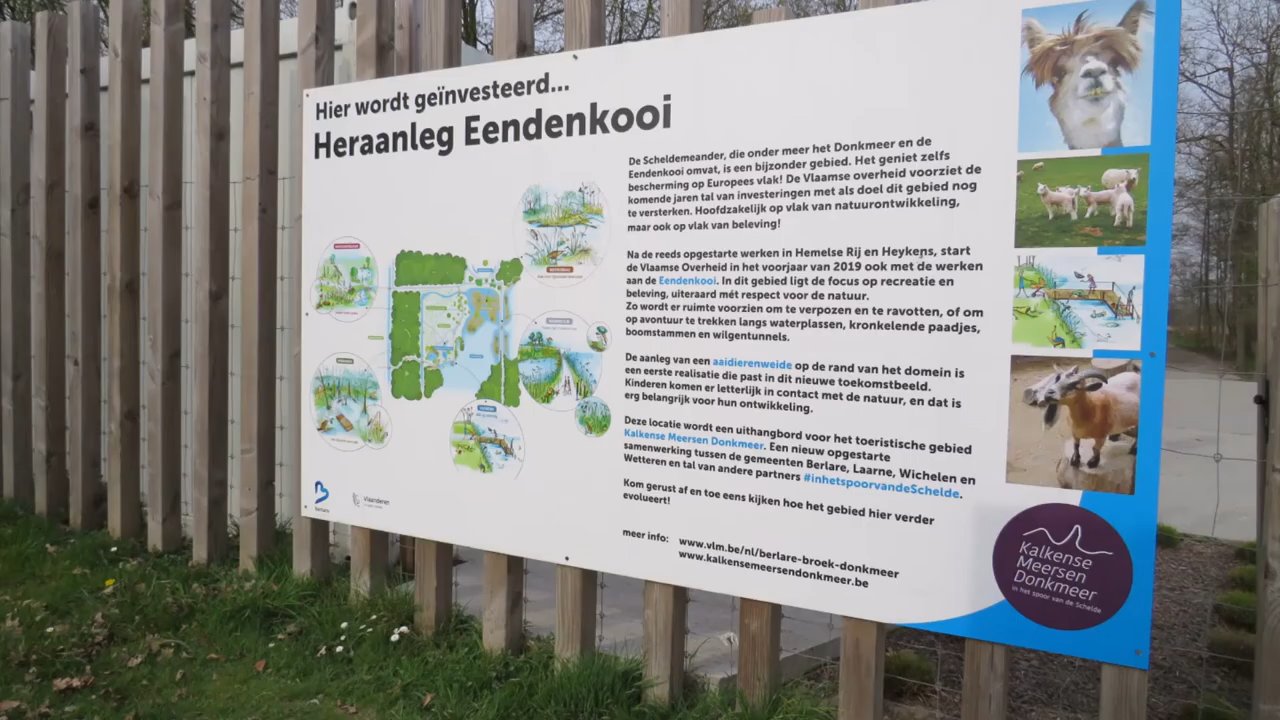 Hier wordt geïnvesteerd...
Heraanleg Eendenkooi
De Scheldemeander, die onder meer het Donkmeer en de
Eendenkooi omvat, is een bijzonder gebied. Het geniet zelfs
bescherming op Europees vlak! De Vlaamse overheid voorziet de
komende jaren tal van investeringen met als doel dit gebied nog
te versterken. Hoofdzakelijk op vlak van natuurontwikkeling,
maar ook op vlak van beleving!
Na de reeds opgestarte werken in Hemelse Rij en Heykens, start
de Vlaamse Overheid in het voorjaar van 2019 ook met de werken
aan de Eendenkooi. In dit gebied ligt de focus op recreatie en
beleving, uiteraard mét respect voor de natuur.
Zo wordt er ruimte voorzien om te verpozen en te ravotten, of om
op avontuur te trekken langs waterplassen, kronkelende paadjes,
boomstammen en wilgentunnels.
De aanleg van een aaidierenweide op de rand van het domein is
een eerste realisatie die past in dit nieuwe toekomstbeeld.
Kinderen komen er letterlijk in contact met de natuur, en dat is
erg belangrijk voor hun ontwikkeling.
Deze locatie wordt een uithangbord voor het toeristische gebied
Kalkense Meersen Donkmeer. Een nieuw opgestarte
samenwerking tussen de gemeenten Berlare, Laarne, Wichelen en
Wetteren en tal van andere partners #inhetspoorvandeSchelde.
Kom gerust af en toe eens kijken hoe het gebied hier verder
evolueert!
meer info: www.vlm.be/nl/berlare-broek-donkmeer
www.kalkensemeersendonkmeer.be
berlare
Vlaanderen
Kalkense
Meersen
Donkmeer
in het spoor van de Schelde